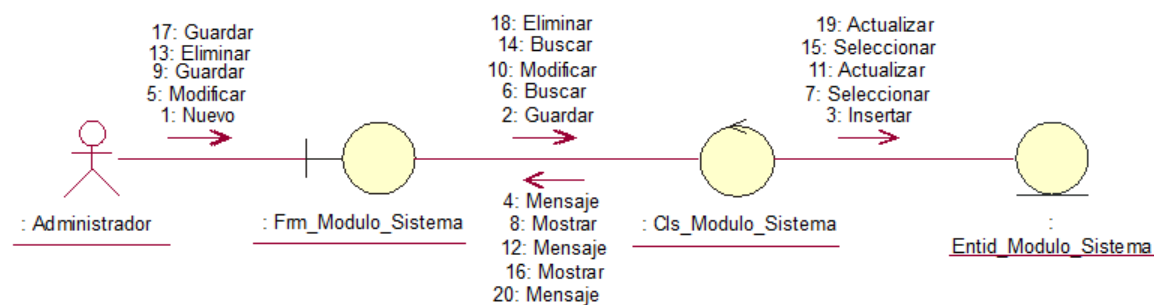 17: Guardar
13: Eliminar
9: Guardar
5: Modificar
1: Nuevo
18: Eliminar
14: Buscar
10: Modificar
6: Buscar
2: Guardar
19: Actualizar
15: Seleccionar
11: Actualizar
7: Seleccionar
3: Insertar
: Administrador
: Frm_Modulo_Sistema
4: Mensaje
8: Mostrar
12: Mensaje
16: Mostrar
20: Mensaje
: Cls_Modulo_Sistema
:
Entid_Modulo_Sistema